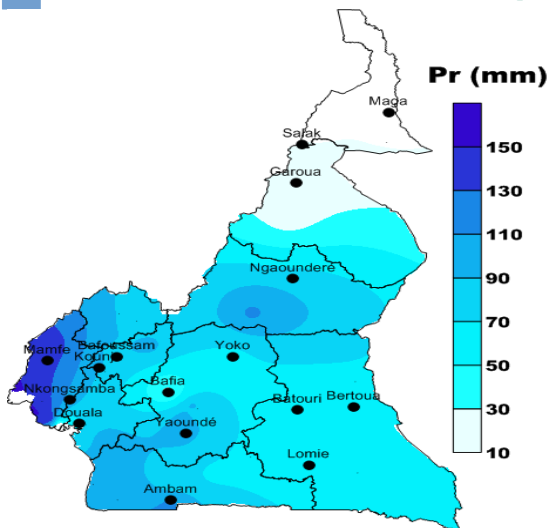 Maga
Pr (mm)
Salak
150
Garoua
130
110
Ngaounderé
90
70
Bafoussam
Mamfe
Koung
Yoko
50
Bafia
Nkongsamba
Batouri
Bertoua
30
Douala
Yaoundé
10
Lomie
Ambam